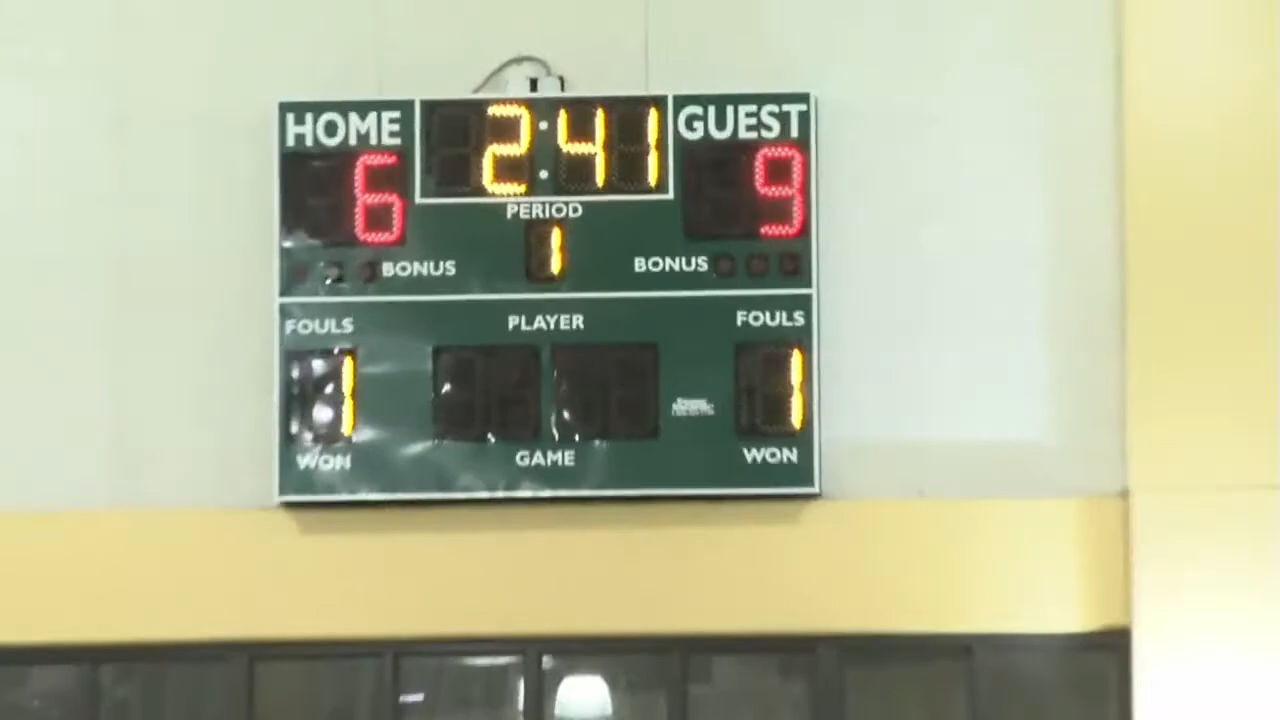 HOME 2:41 GUEST
6 9
PERIOD
1
BONUS BONUS
FOULS PLAYER FOULS
1 1
WON GAME WON